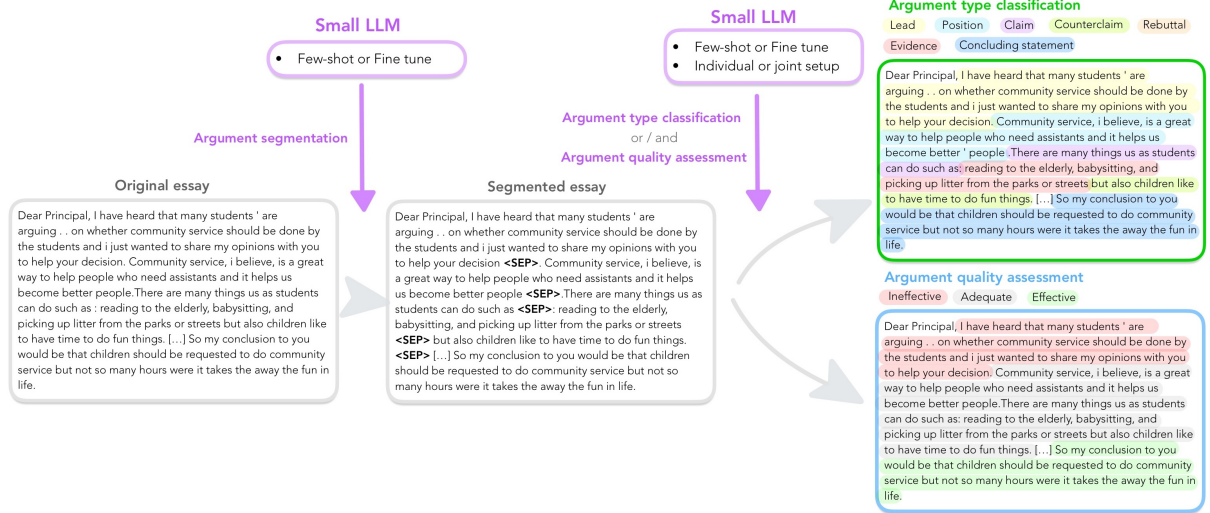 Small LLM
• Few-shot or Fine tune
Argument segmentation
Small LLM
• Few-shot or Fine tune
• Individual or joint setup
Argument type classification
or / and
Argument quality assessment
Original essay
Dear Principal, I have heard that many students ' are
arguing . . on whether community service should be done by
the students and i just wanted to share my opinions with you
to help your decision. Community service, i believe, is a great
way to help people who need assistants and it helps us
become better people.There are many things us as students
can do such as : reading to the elderly, babysitting, and
picking up litter from the parks or streets but also children like
to have time to do fun things. [...] So my conclusion to you
would be that children should be requested to do community
service but not so many hours were it takes the away the fun in
life.
Segmented essay
Dear Principal, I have heard that many students ' are
arguing . . on whether community service should be done by
the students and i just wanted to share my opinions with you
to help your decision <SEP>. Community service, i believe, is
a great way to help people who need assistants and it helps
us become better people <SEP>.There are many things us as
students can do such as <SEP>: reading to the elderly,
babysitting, and picking up litter from the parks or streets
<SEP> but also children like to have time to do fun things.
<SEP> [...] So my conclusion to you would be that children
should be requested to do community service but not so
many hours were it takes the away the fun in life.
Argument type classification
Lead Position Claim Counterclaim Rebuttal
Evidence Concluding statement
Dear Principal, I have heard that many students ' are
arguing . . on whether community service should be done by
the students and i just wanted to share my opinions with you
to help your decision. Community service, i believe, is a great
way to help people who need assistants and it helps us
become better ' people .There are many things us as students
can do such as: reading to the elderly, babysitting, and
picking up litter from the parks or streets but also children like
to have time to do fun things. [...] So my conclusion to you
would be that children should be requested to do community
service but not so many hours were it takes the away the fun in
life.
Argument quality assessment
Ineffective Adequate Effective
Dear Principal, I have heard that many students ' are
arguing . . on whether community service should be done by
the students and i just wanted to share my opinions with you
to help your decision. Community service, i believe, is a great
way to help people who need assistants and it helps us
become better people.There are many things us as students
can do such as: reading to the elderly, babysitting, and
picking up litter from the parks or streets but also children like
to have time to do fun things. [...] So my conclusion to you
would be that children should be requested to do community
service but not so many hours were it takes the away the fun in
life.